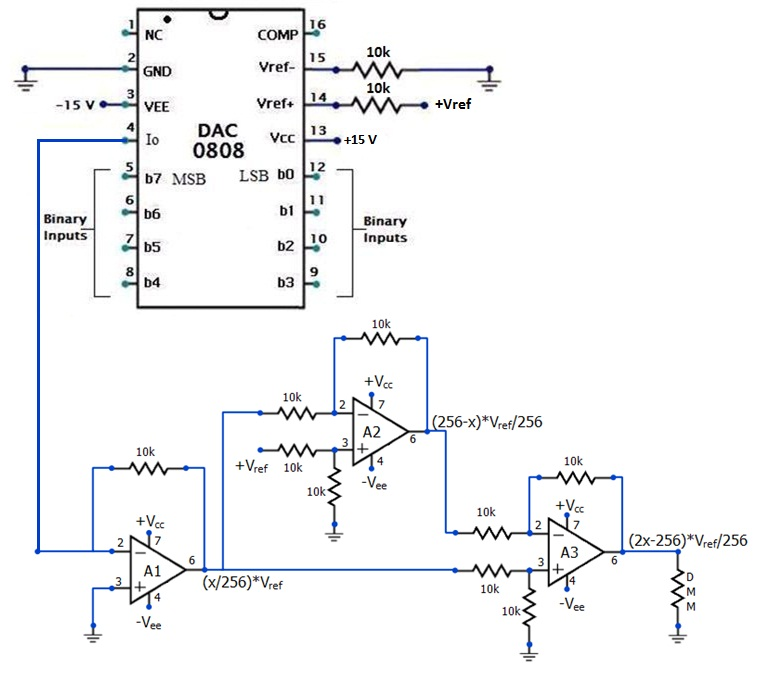 1 NC COMP 16
2 GND Vref- 15 10k
10k
-15 V 3 VEE Vref+ 14 +Vref
DAC
0808
4 Io Vcc 13 +15 V
5 b7 MSB LSB b0 12
6 b6 b1 11
Binary
Inputs
Binary
Inputs
7 b5 b2 10
8 b4 b3 9
10k
+Vcc
10k 2 − 7
A2 6 (256-x)*Vref/256
+Vref 10k 3 + 4
10k -Vee
10k
+Vcc
2 − 7
A1 6 (x/256)*Vref
3 + 4
-Vee
10k
+Vcc
10k 2 − 7
A3 6 (2x-256)*Vref/256
10k 3 + 4
10k -Vee
D
M
M